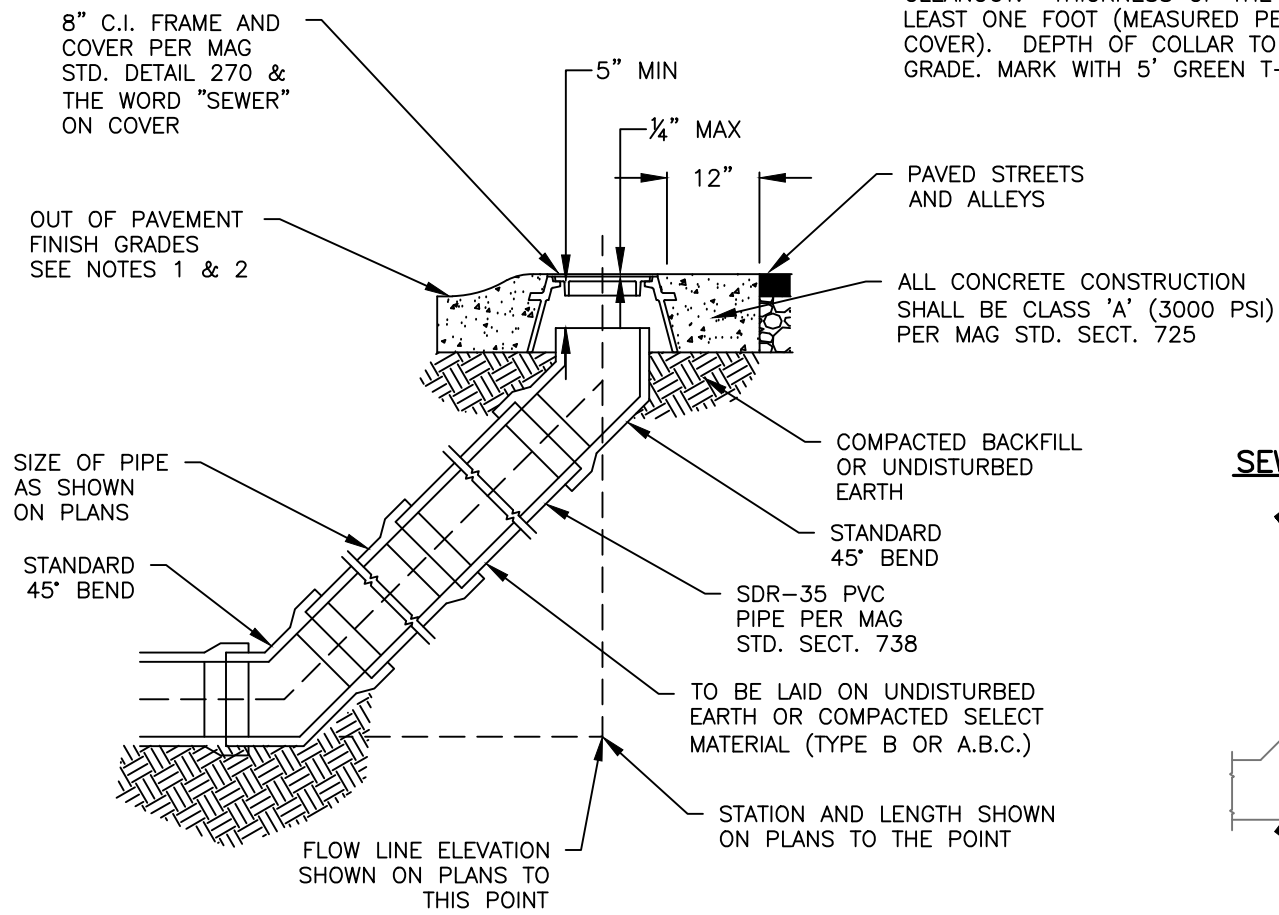 8” C.I. FRAME AND
COVER PER MAG
STD. DETAIL 270 &
THE WORD "SEWER"
ON COVER
LEAST ONE FOOT (MEASURED PE
COVER). DEPTH OF COLLAR TO
GRADE. MARK WITH 5' GREEN T-
5” MIN
¼” MAX
12”
PAVED STREETS
AND ALLEYS
OUT OF PAVEMENT
FINISH GRADES
SEE NOTES 1 & 2
ALL CONCRETE CONSTRUCTION
SHALL BE CLASS 'A' (3000 PSI)
PER MAG STD. SECT. 725
COMPACTED BACKFILL
OR UNDISTURBED
EARTH
SIZE OF PIPE
AS SHOWN
ON PLANS
STANDARD
45° BEND
STANDARD
45° BEND
SDR-35 PVC
PIPE PER MAG
STD. SECT. 738
TO BE LAID ON UNDISTURBED
EARTH OR COMPACTED SELECT
MATERIAL (TYPE B OR A.B.C.)
STATION AND LENGTH SHOWN
ON PLANS TO THE POINT
FLOW LINE ELEVATION
SHOWN ON PLANS TO
THIS POINT
SEW